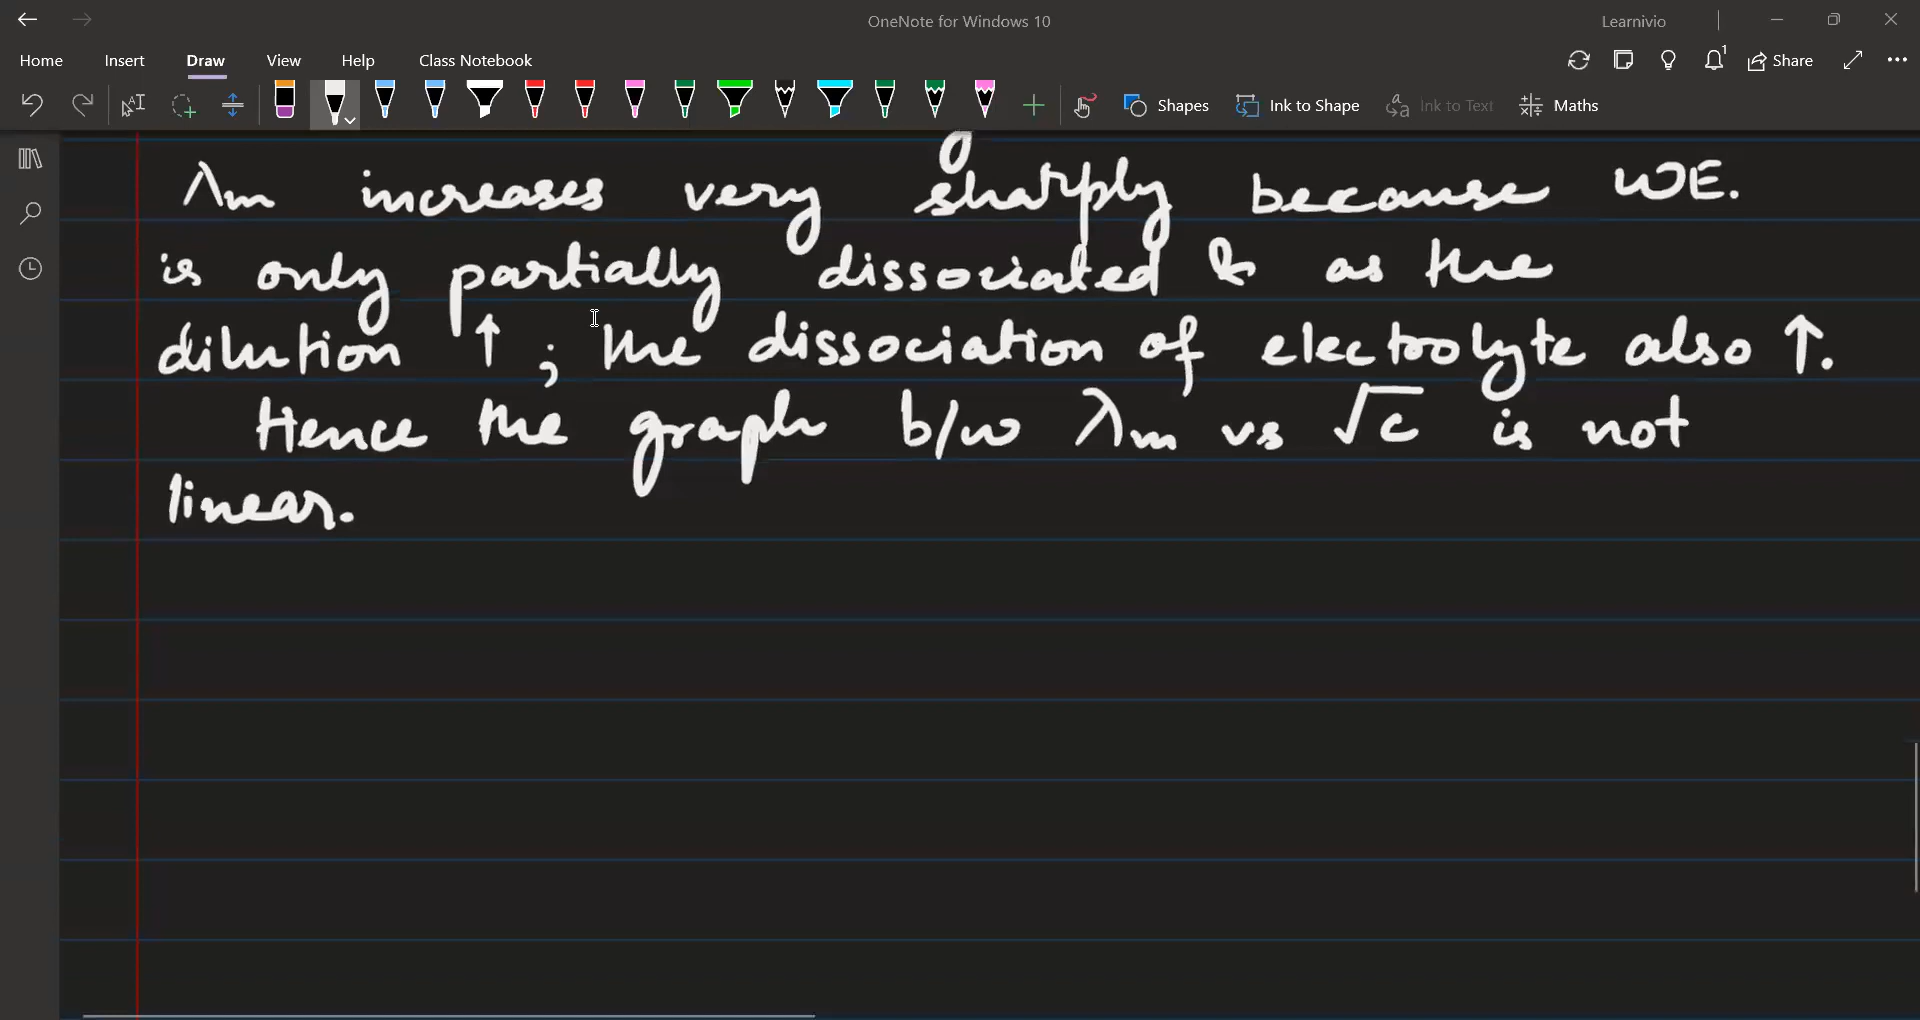 OneNote for Windows 10
Learnivio
Home Insert Draw View Help Class Notebook
1
Share
Shapes Ink to Shape Ink to Text Maths
λm increases very sharply because WE.
is only partially dissociated & as the
dilution ↑ ; the dissociation of electrolyte also ↑.
Hence the graph b/w λm vs √c is not
linear.